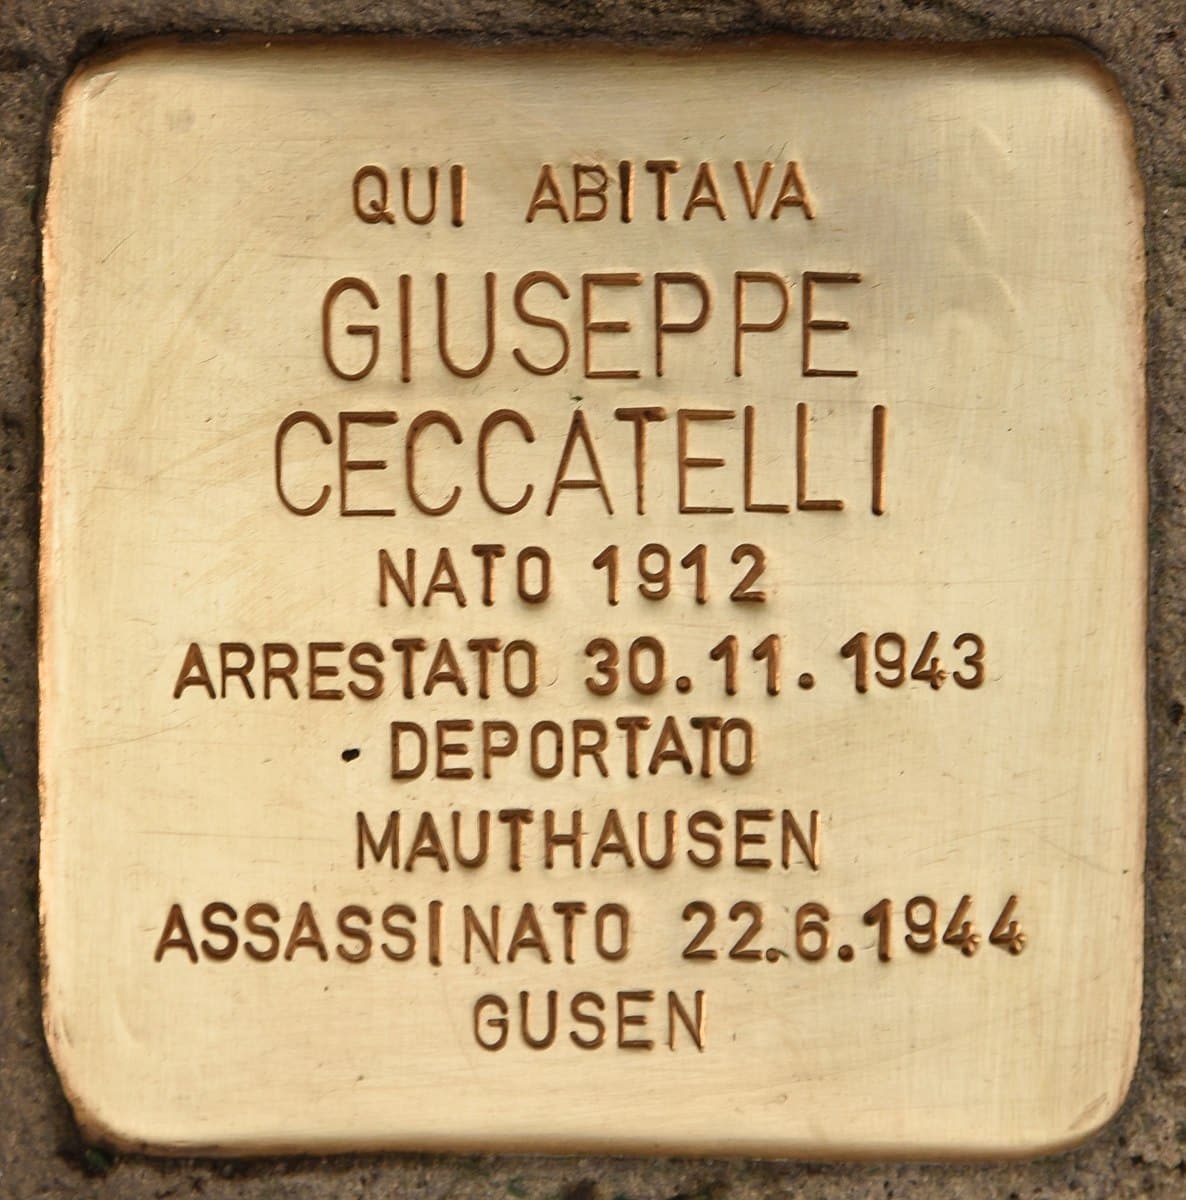 QUI ABITAVA
GIUSEPPE
CECCATELLI
NATO 1912
ARRESTATO 30.11.1943
DEPORTATO
MAUTHAUSEN
ASSASSINATO 22.6.1944
GUSEN